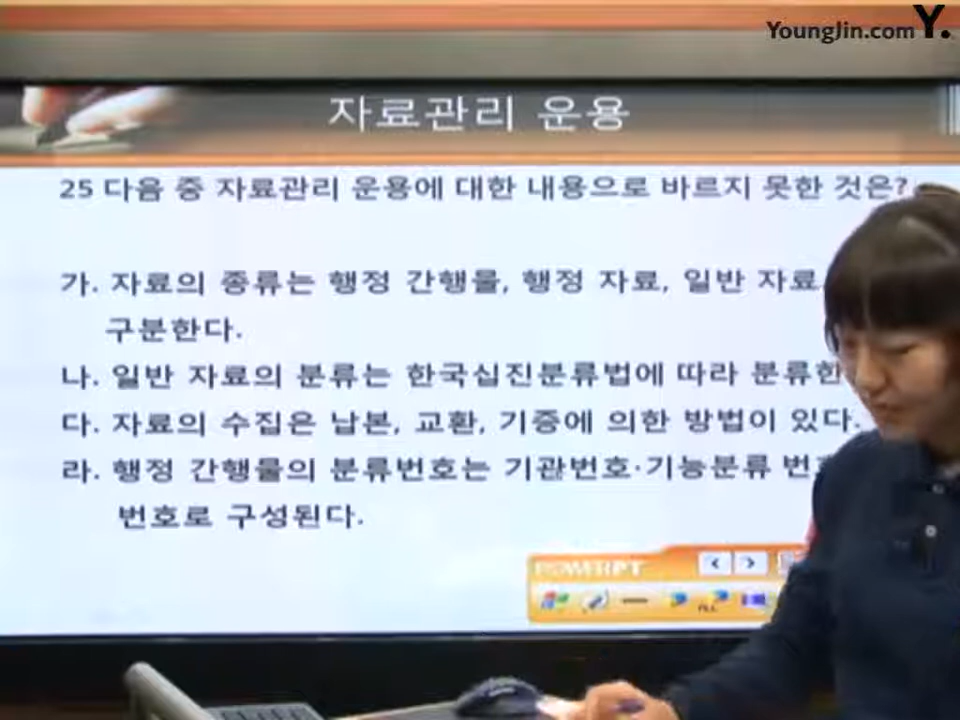 YoungJin.com Y.
자료관리 운용
25 다음 중 자료관리 운용에 대한 내용으로 바르지 못한 것은?
가. 자료의 종류는 행정 간행물, 행정 자료, 일반 자료
구분한다.
나. 일반 자료의 분류는 한국십진분류법에 따라 분류한
다. 자료의 수집은 납본, 교환, 기증에 의한 방법이 있다.
라. 행정 간행물의 분류번호는 기관번호·기능분류
번호로 구성된다.
POWERPT